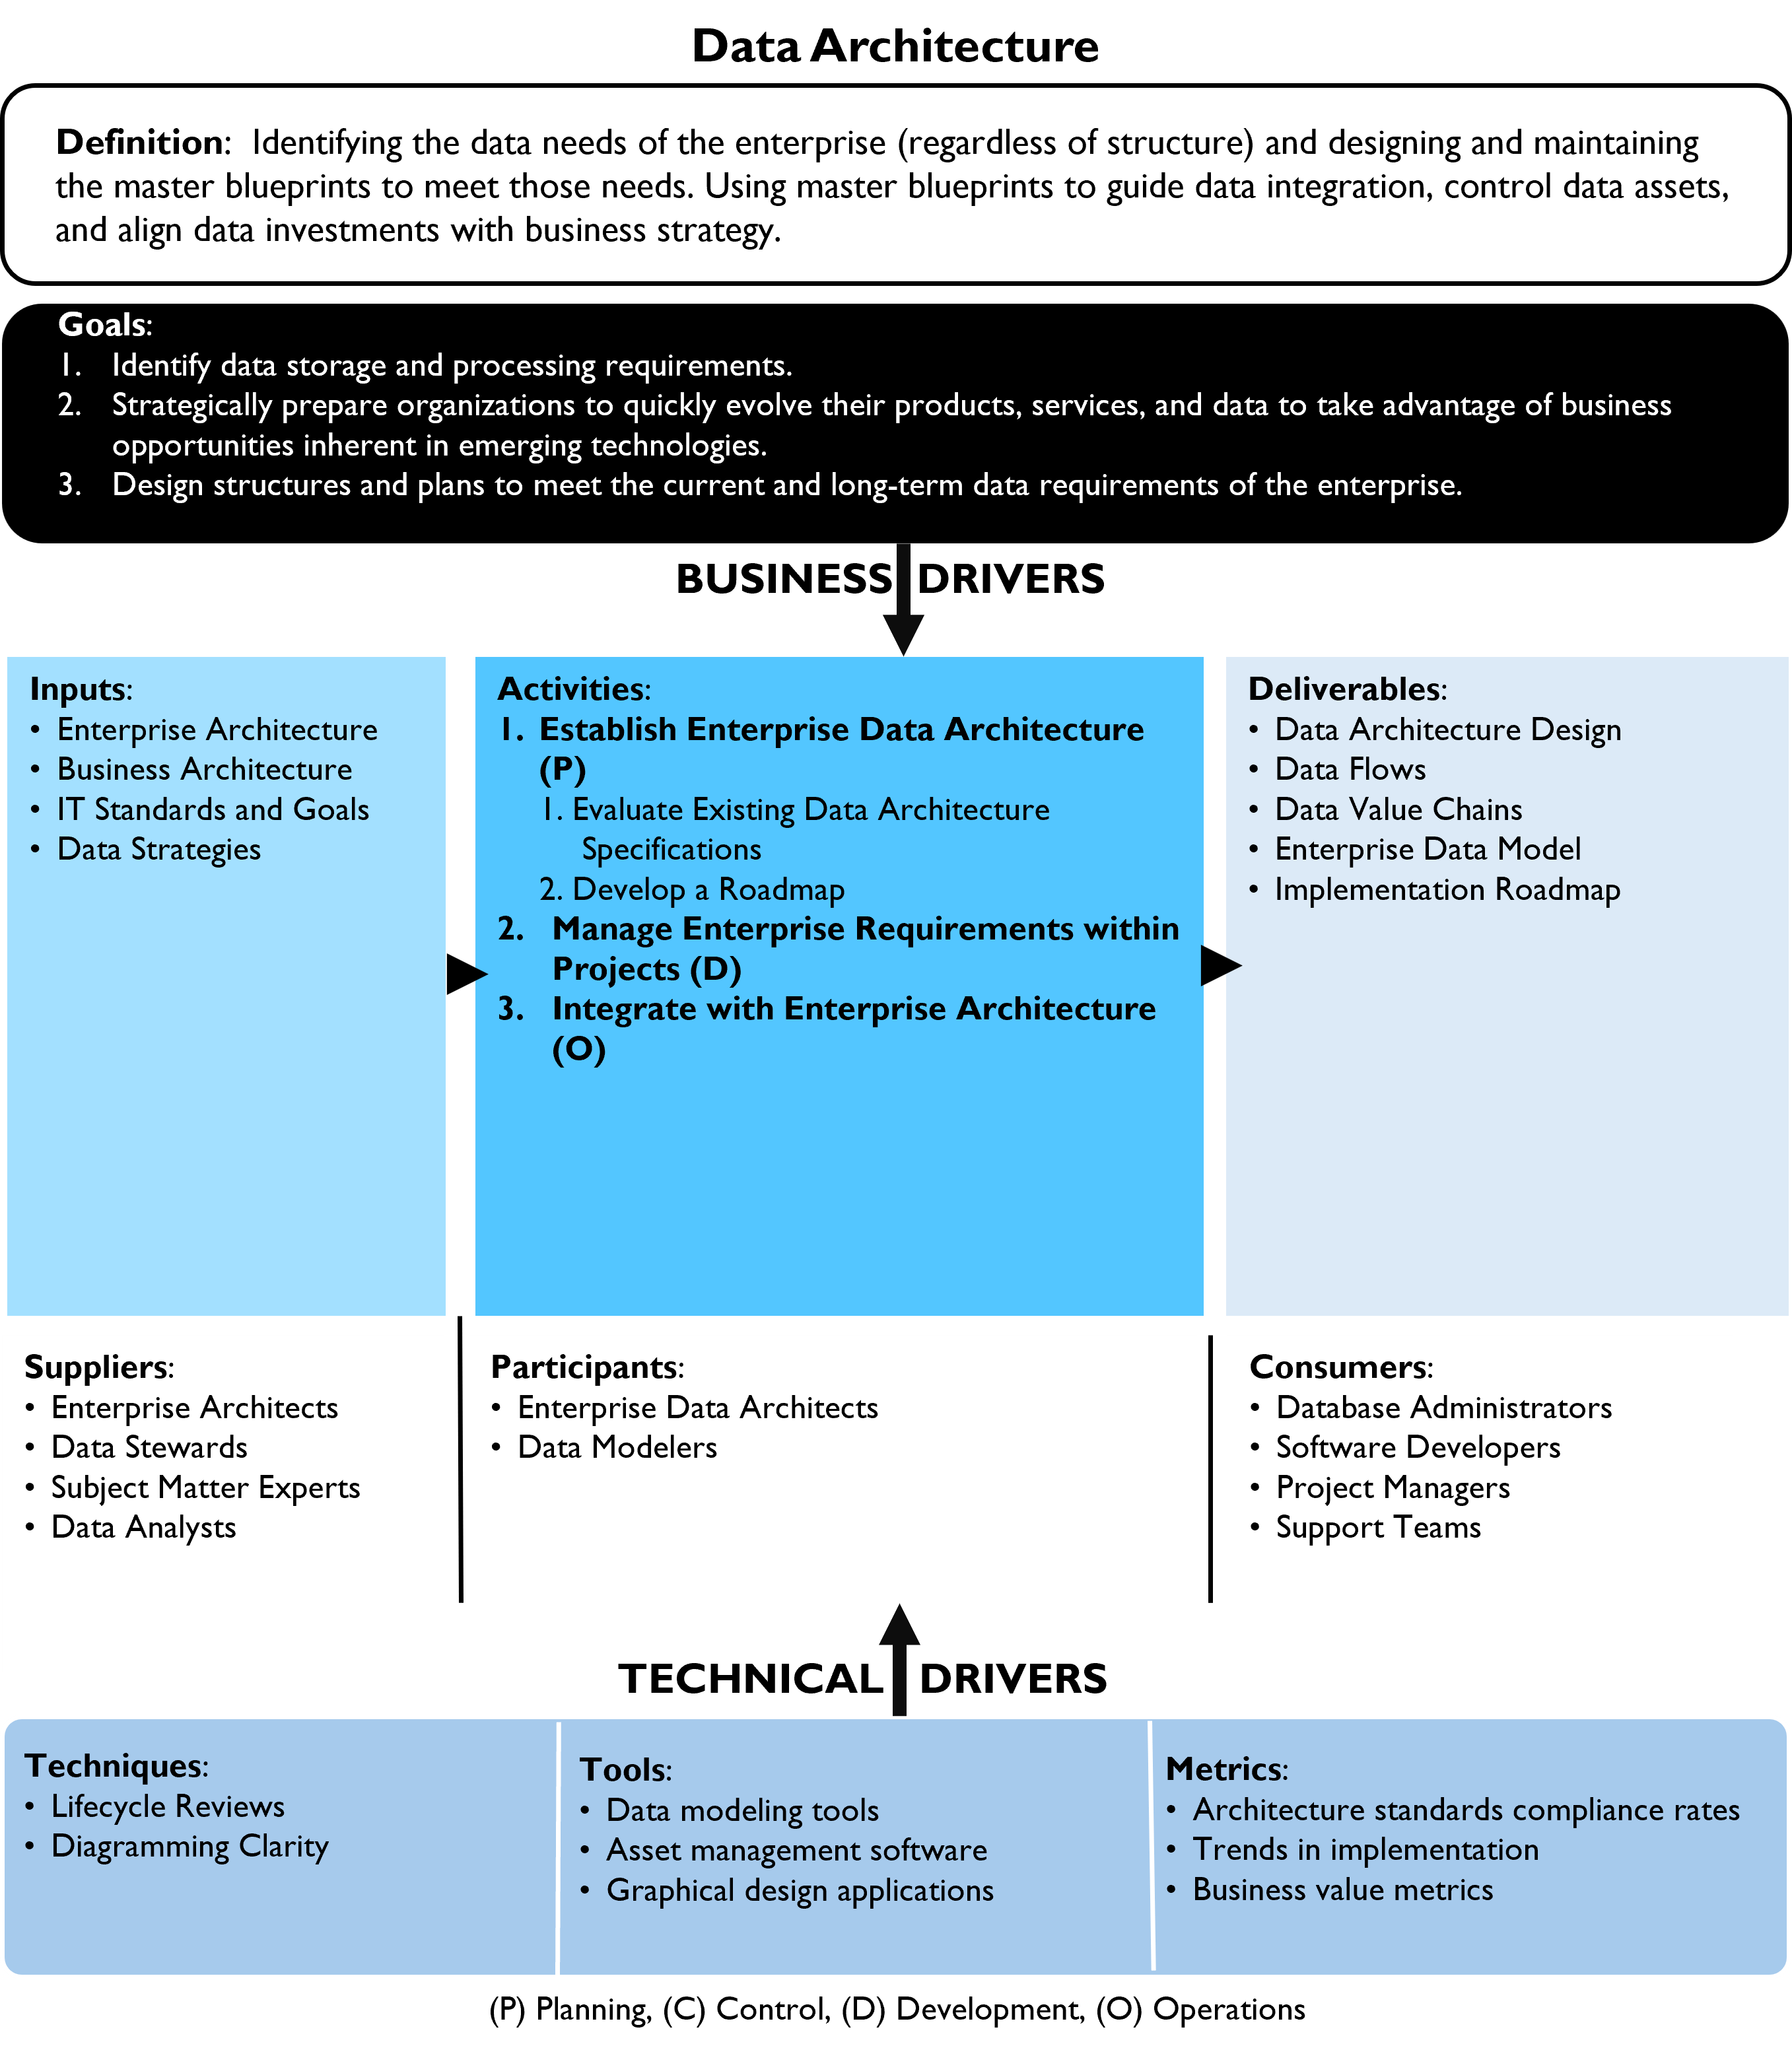 Data Architecture
Definition:  Identifying the data needs of the enterprise (regardless of structure) and designing and maintaining
the master blueprints to meet those needs. Using master blueprints to guide data integration, control data assets,
and align data investments with business strategy.
Goals:
1. Identify data storage and processing requirements.
2. Strategically prepare organizations to quickly evolve their products, services, and data to take advantage of business
opportunities inherent in emerging technologies.
3. Design structures and plans to meet the current and long-term data requirements of the enterprise.
BUSINESS DRIVERS
Inputs:
• Enterprise Architecture
• Business Architecture
• IT Standards and Goals
• Data Strategies
Activities:
1. Establish Enterprise Data Architecture
(P)
1. Evaluate Existing Data Architecture
Specifications
2. Develop a Roadmap
2. Manage Enterprise Requirements within
Projects (D)
3. Integrate with Enterprise Architecture
(O)
Deliverables:
• Data Architecture Design
• Data Flows
• Data Value Chains
• Enterprise Data Model
• Implementation Roadmap
Suppliers:
• Enterprise Architects
• Data Stewards
• Subject Matter Experts
• Data Analysts
Participants:
• Enterprise Data Architects
• Data Modelers
Consumers:
• Database Administrators
• Software Developers
• Project Managers
• Support Teams
TECHNICAL DRIVERS
Techniques:
• Lifecycle Reviews
• Diagramming Clarity
Tools:
• Data modeling tools
• Asset management software
• Graphical design applications
Metrics:
• Architecture standards compliance rates
• Trends in implementation
• Business value metrics
(P) Planning, (C) Control, (D) Development, (O) Operations